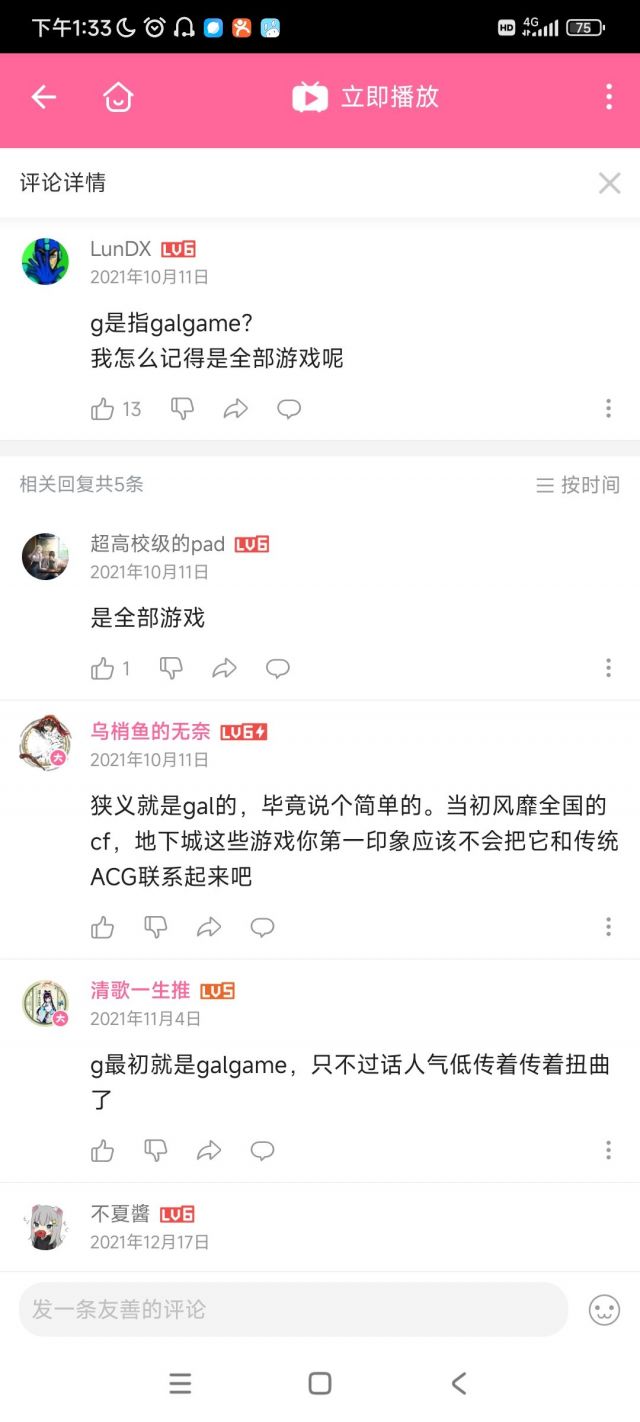 下午1:33
HD 4G 75
立即播放
评论详情
LunDX LV6
2021年10月11日
g是指galgame?
我怎么记得是全部游戏呢
13
相关回复共5条
按时间
超高校级的pad LV6
2021年10月11日
是全部游戏
1
乌梢鱼的无奈 LV6
大
2021年10月11日
狭义就是gal的，毕竟说个简单的。当初风靡全国的
cf，地下城这些游戏你第一印象应该不会把它和传统
ACG联系起来吧
清歌一生推 LV5
大
2021年11月4日
g最初就是galgame，只不过话人气低传着传着扭曲
了
不夏酱 LV6
2021年12月17日
发一条友善的评论